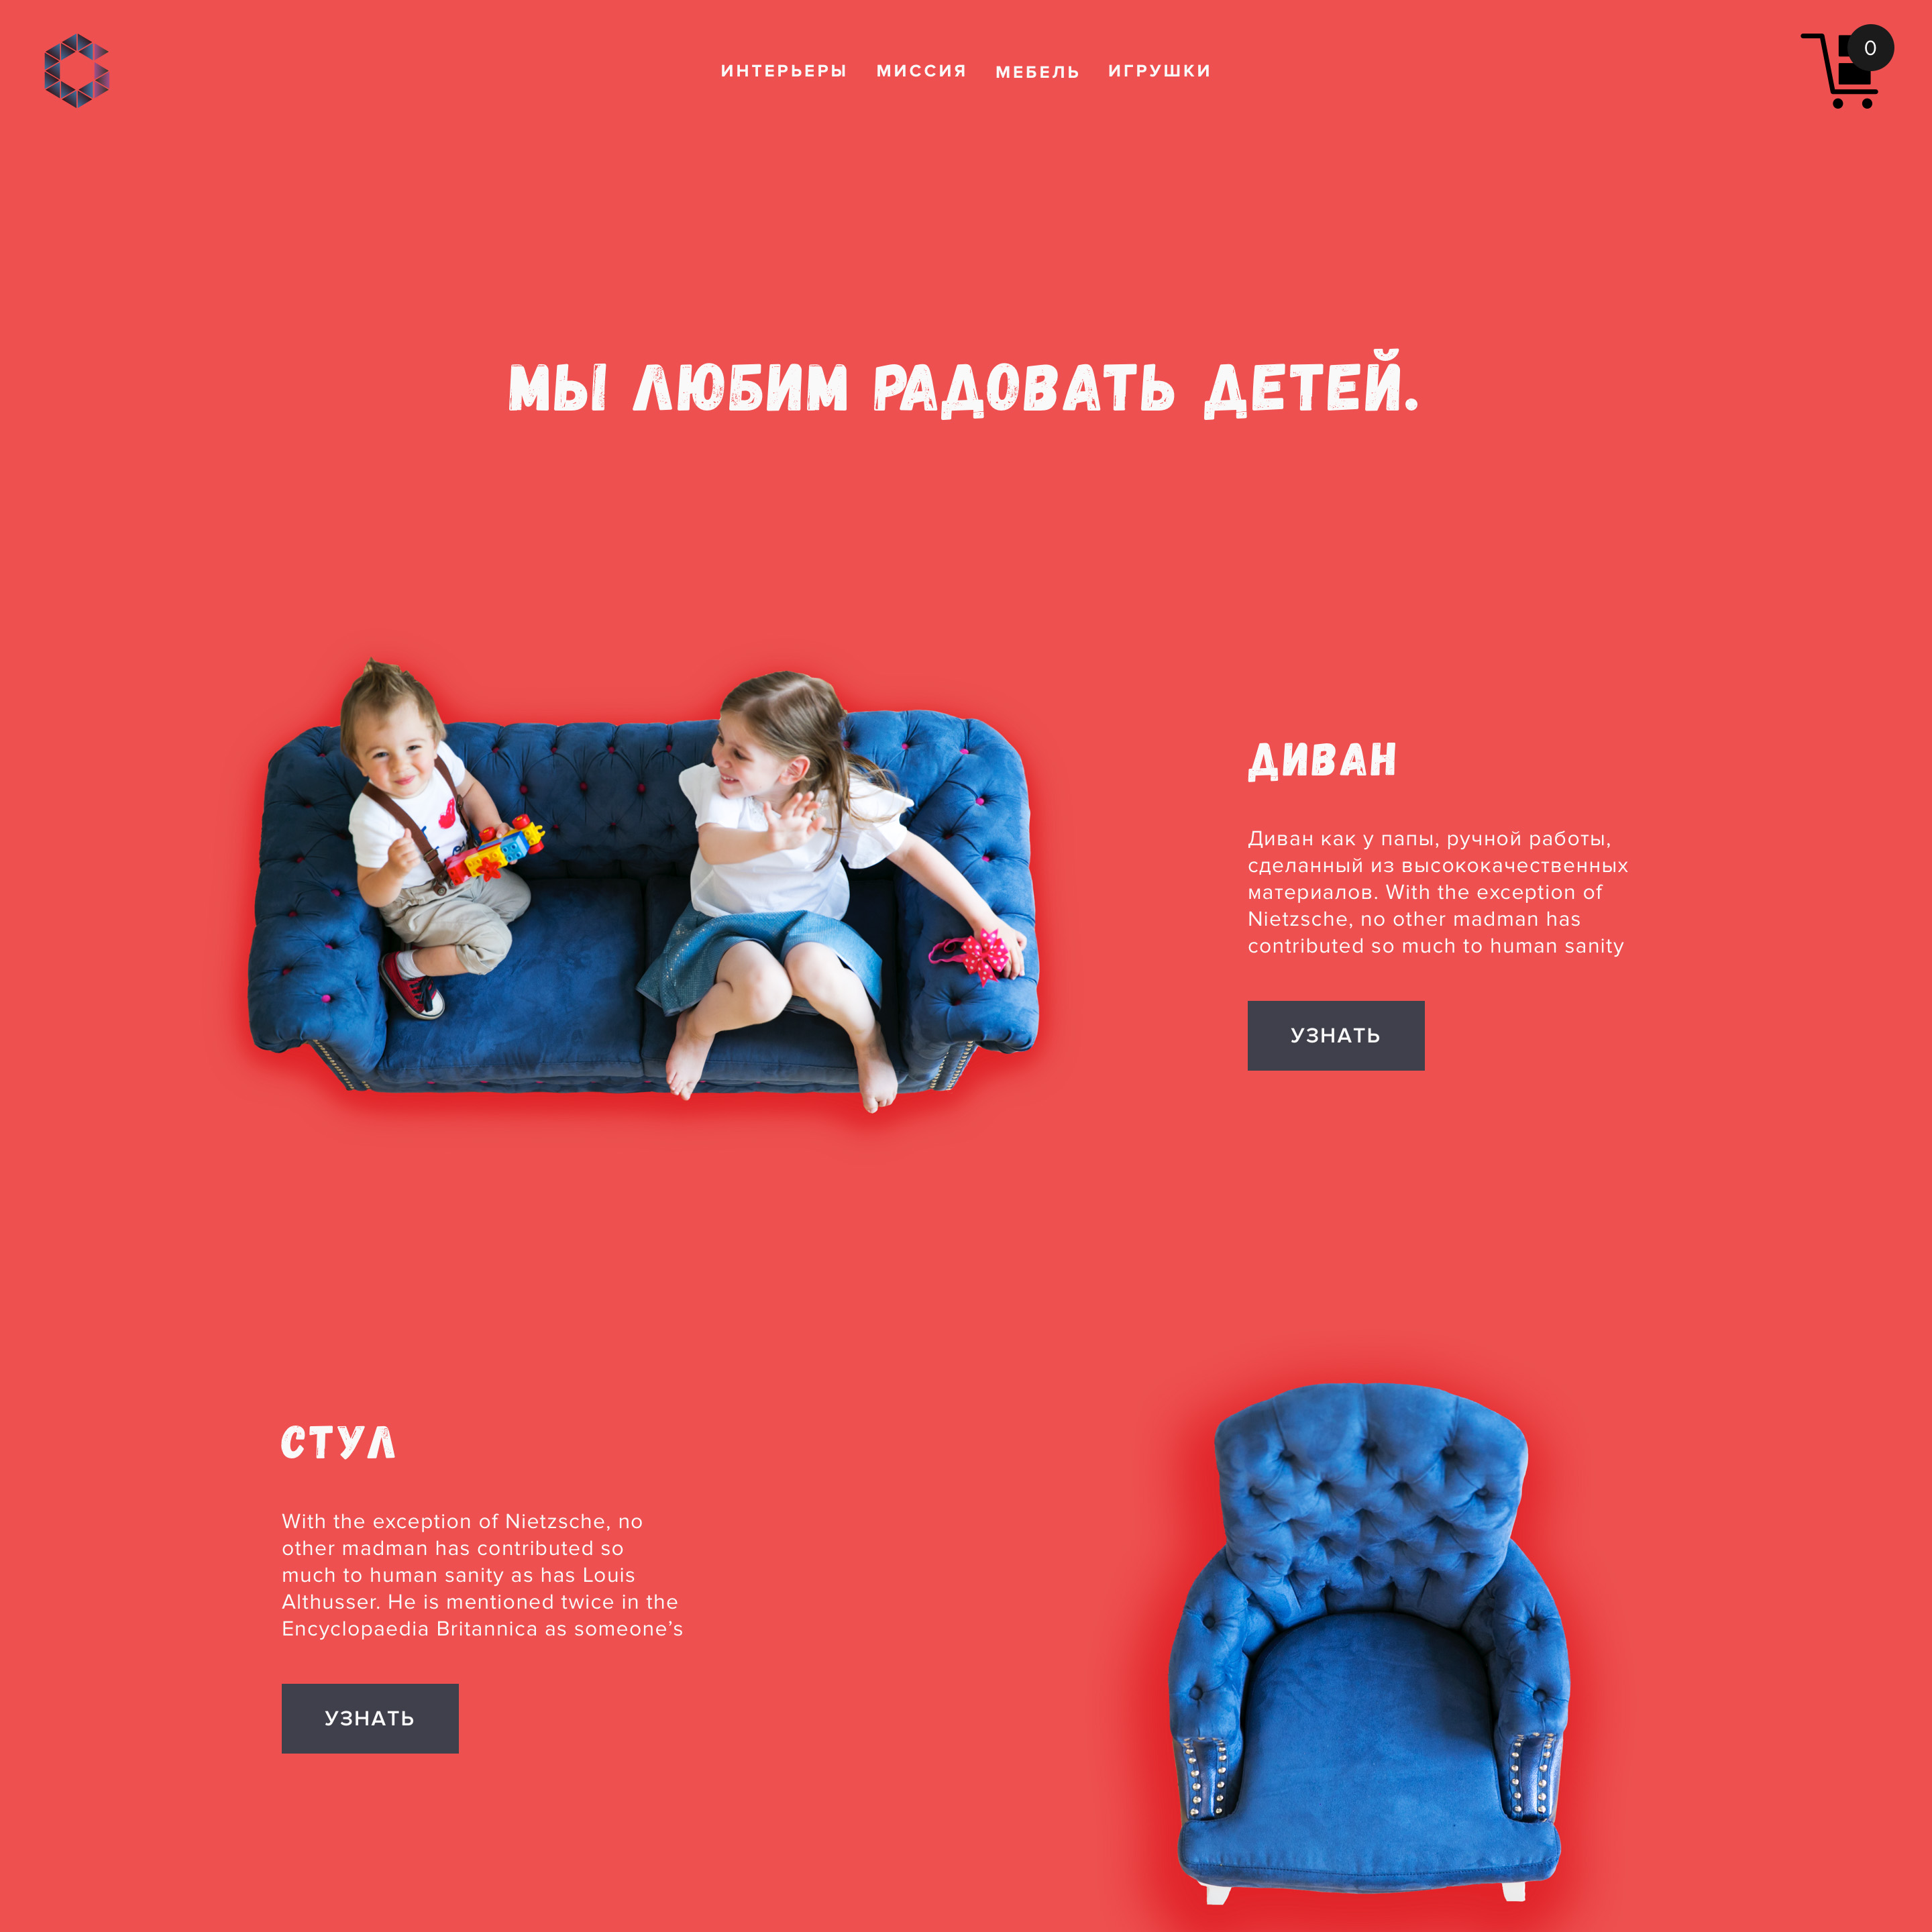 ИНТЕРЬЕРЫ МИССИЯ МЕБЕЛЬ ИГРУШКИ
0
МЫ ЛЮБИМ РАДОВАТЬ ДЕТЕЙ.
ДИВАН
Диван как у папы, ручной работы,
сделанный из высококачественных
материалов. With the exception of
Nietzsche, no other madman has
contributed so much to human sanity
УЗНАТЬ
СТУЛ
With the exception of Nietzsche, no
other madman has contributed so
much to human sanity as has Louis
Althusser. He is mentioned twice in the
Encyclopaedia Britannica as someone’s
УЗНАТЬ